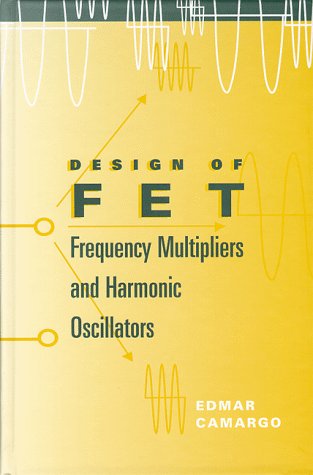 DESIGN OF
FET
Frequency Multipliers
and Harmonic
Oscillators
EDMAR
CAMARGO